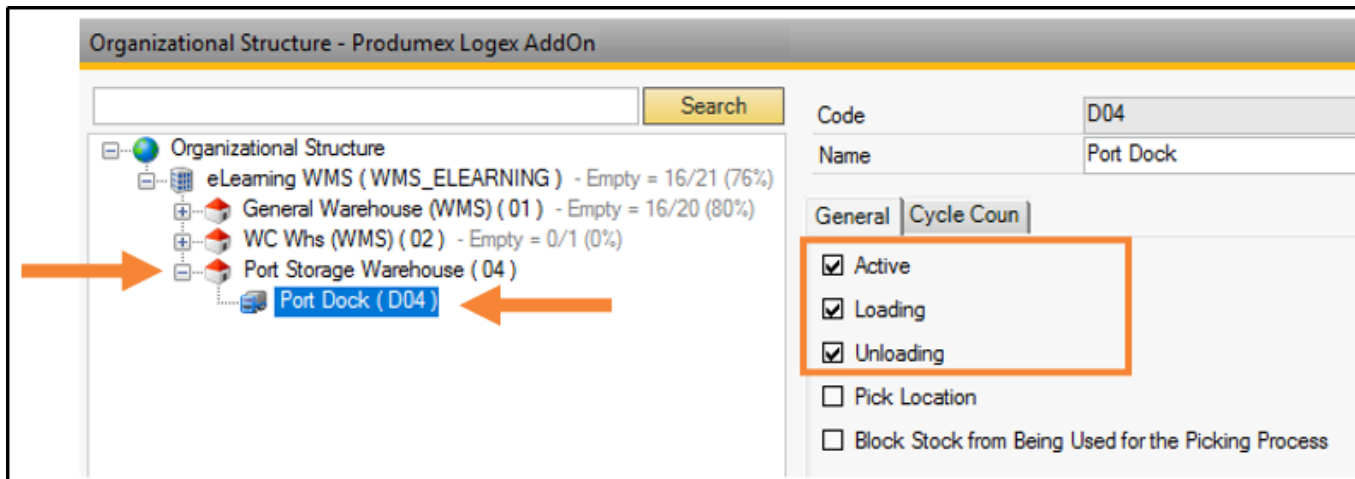 Organizational Structure - Produmex Logex AddOn
Search
Organizational Structure
eLearning WMS ( WMS_ELEARNING ) - Empty = 16/21 (76%)
General Warehouse (WMS) ( 01 ) - Empty = 16/20 (80%)
WC Whs (WMS) ( 02 ) - Empty = 0/1 (0%)
Port Storage Warehouse ( 04 )
Port Dock ( D04 )
Code D04
Name Port Dock
General Cycle Coun
Active
Loading
Unloading
Pick Location
Block Stock from Being Used for the Picking Process